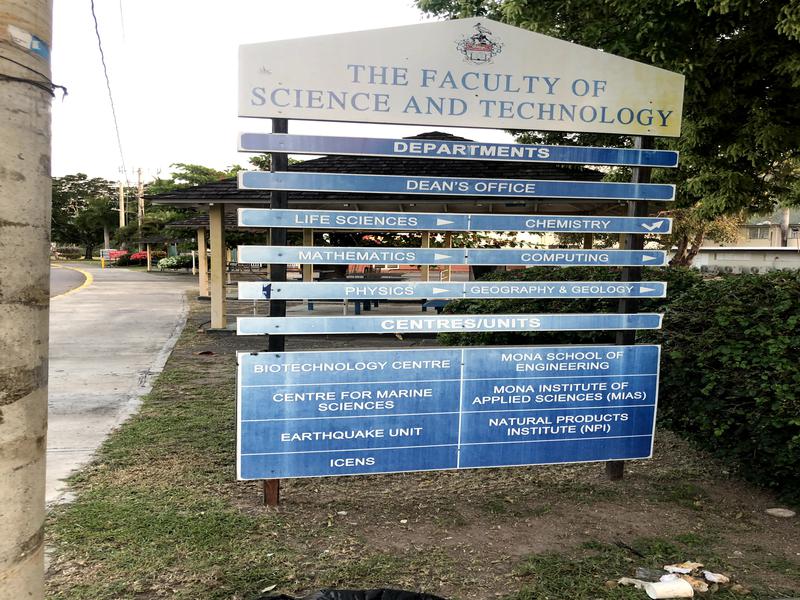 THE FACULTY OF
SCIENCE AND TECHNOLOGY
DEPARTMENTS
DEAN'S OFFICE
LIFE SCIENCES
CHEMISTRY
MATHEMATICS
COMPUTING
PHYSICS
GEOGRAPHY & GEOLOGY
CENTRES/UNITS
BIOTECHNOLOGY CENTRE
MONA SCHOOL OF
ENGINEERING
CENTRE FOR MARINE
SCIENCES
MONA INSTITUTE OF
APPLIED SCIENCES (MIAS)
EARTHQUAKE UNIT
NATURAL PRODUCTS
INSTITUTE (NPI)
ICENS